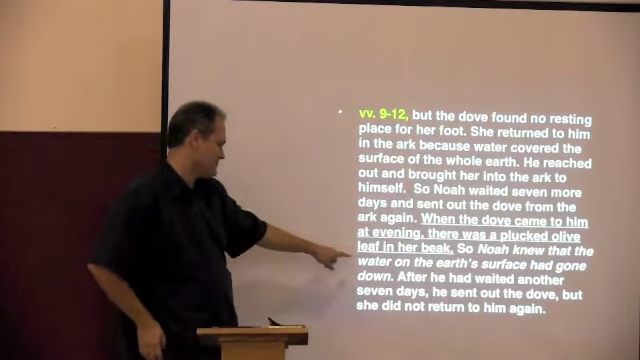 • vv. 9-12, but the dove found no resting
place for her foot. She returned to him
in the ark because water covered the
surface of the whole earth. He reached
out and brought her into the ark to
himself. So Noah waited seven more
days and sent out the dove from the
ark again. When the dove came to him
at evening, there was a plucked olive
leaf in her beak, So Noah knew that the
water on the earth's surface had gone
down. After he had waited another
seven days, he sent out the dove, but
she did not return to him again.